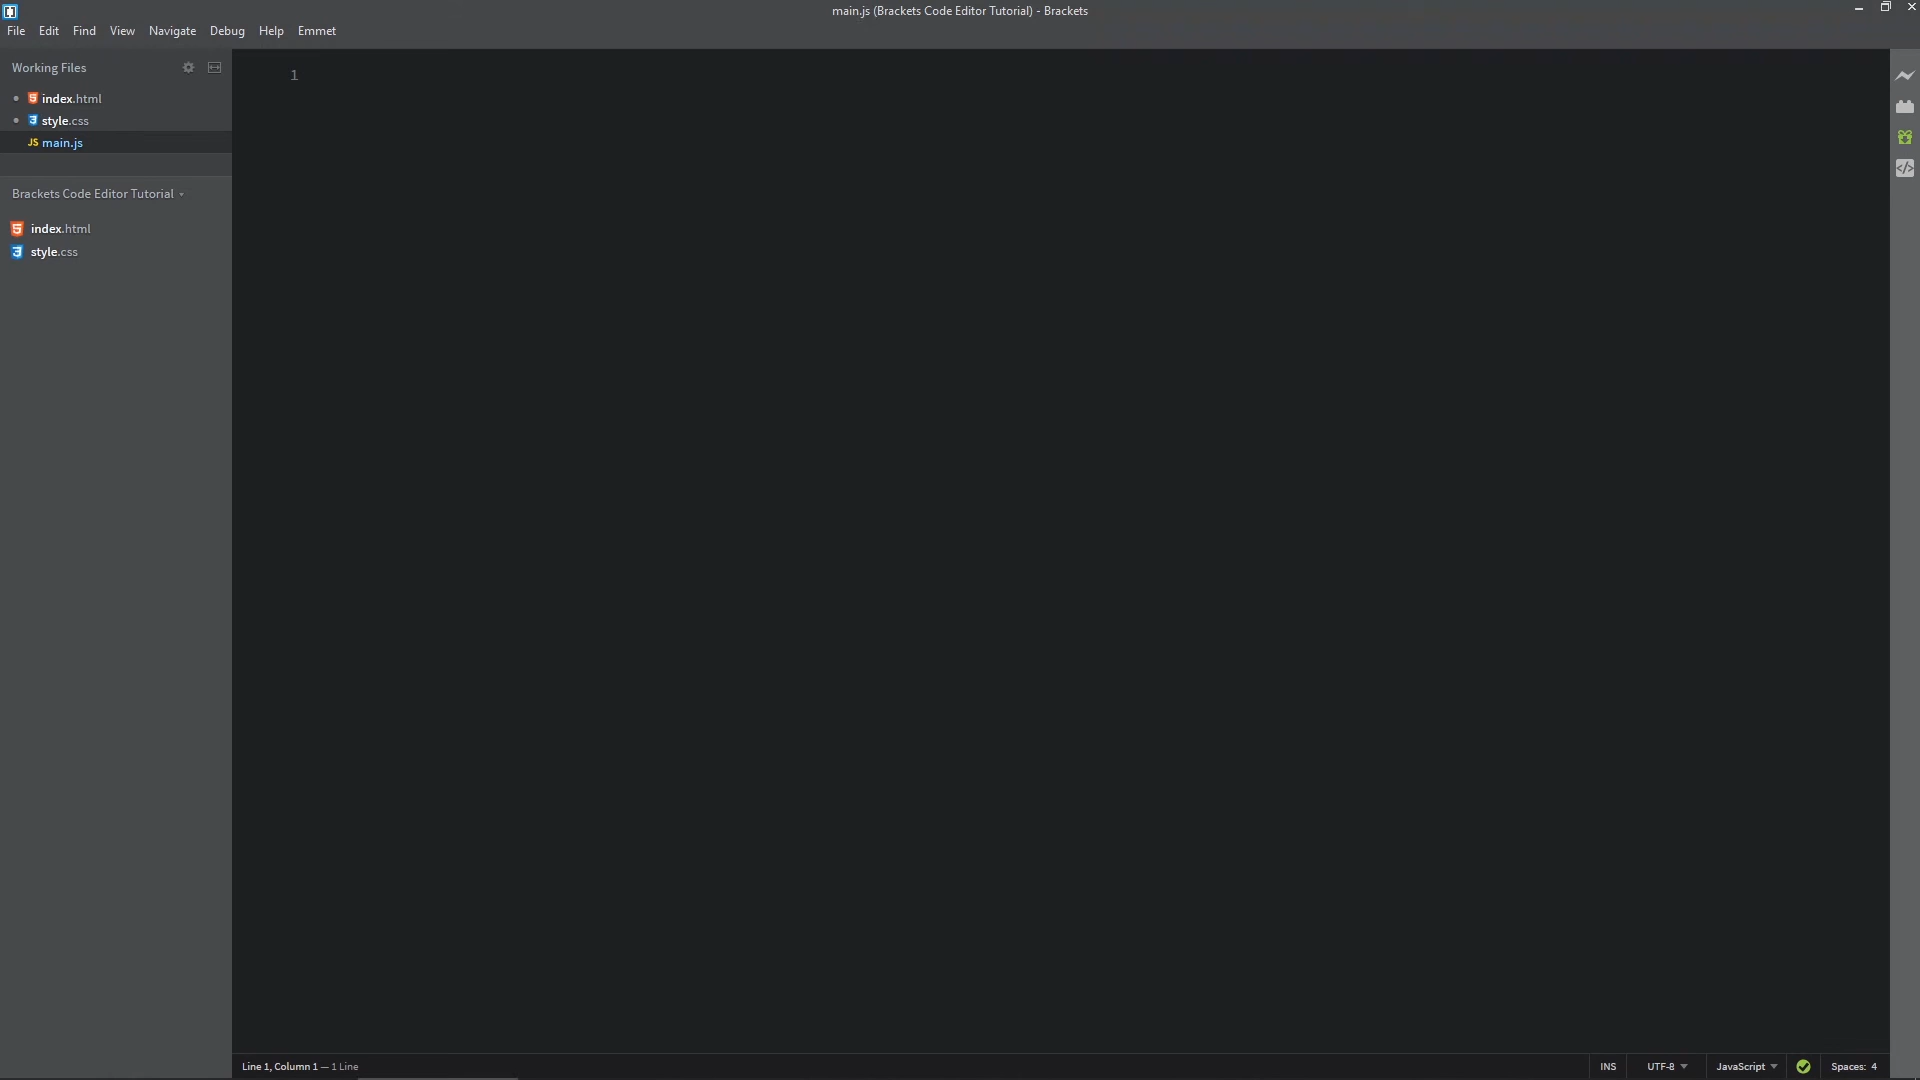 main.js (Brackets Code Editor Tutorial) - Brackets
File Edit Find View Navigate Debug Help Emmet
Working Files
index.html
style.css
JS main.js
Brackets Code Editor Tutorial
index.html
style.css
1
Line 1, Column 1 — 1 Line
INS UTF-8 JavaScript Spaces: 4